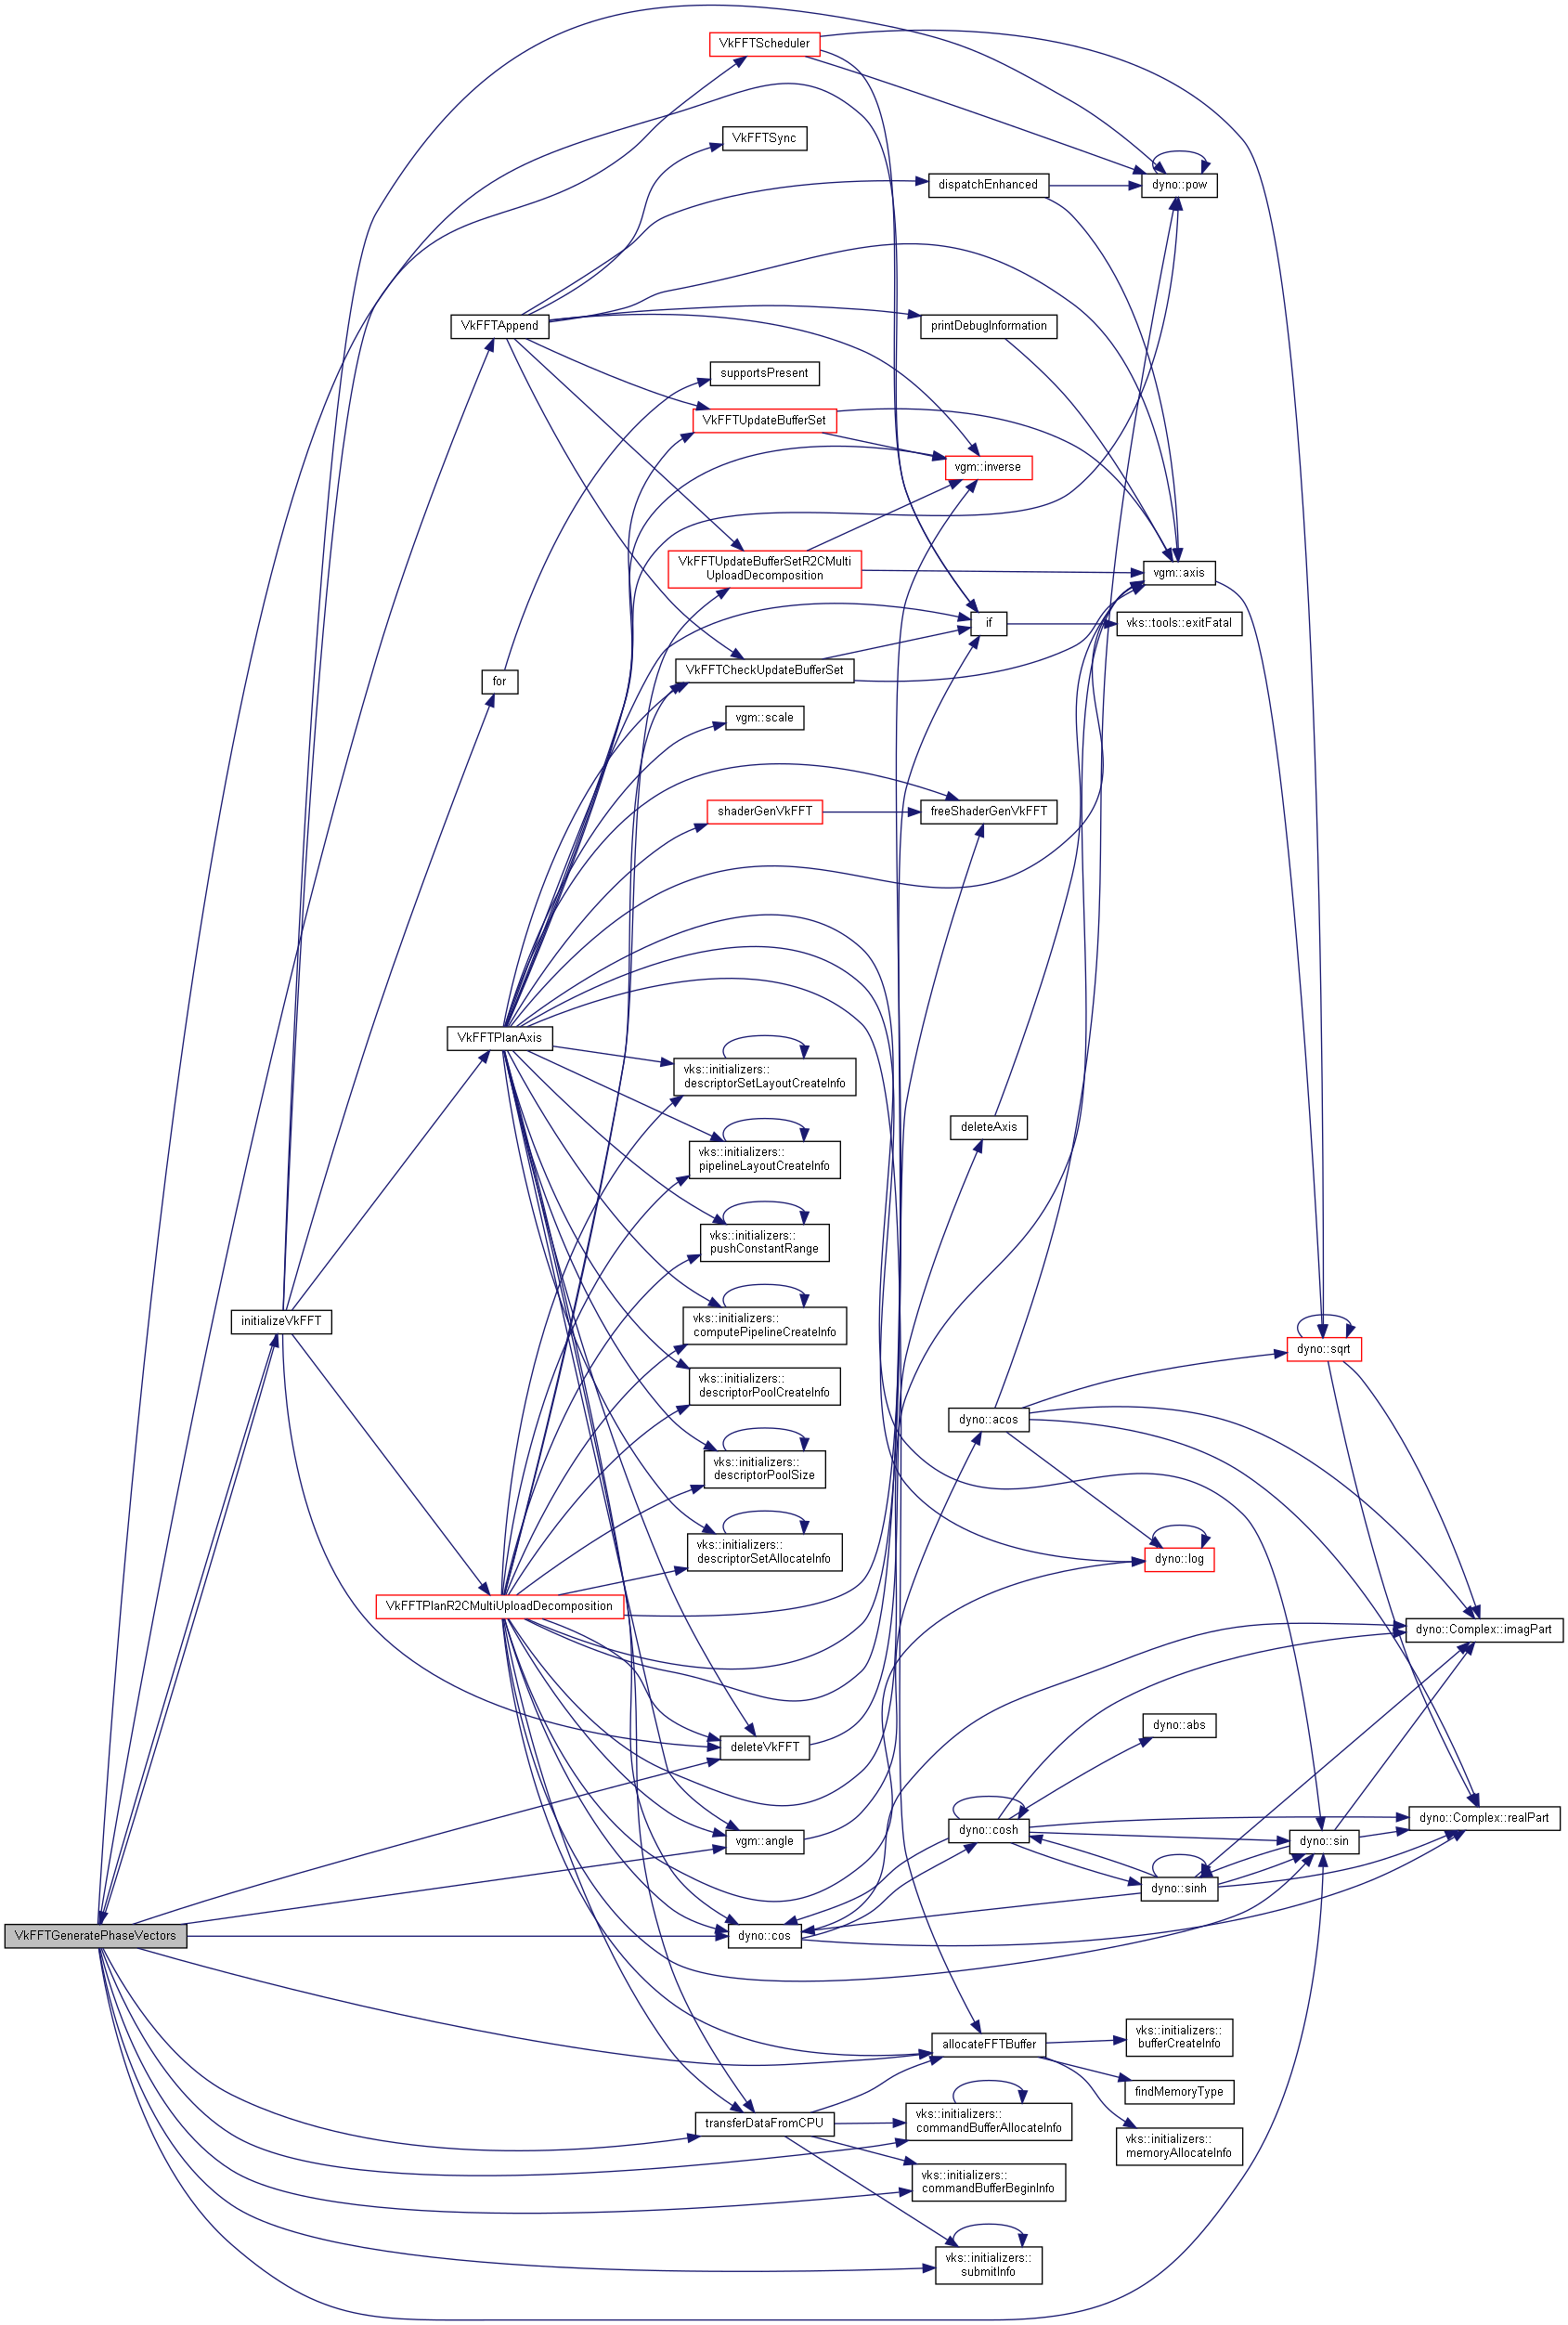 VkFFTScheduler
VkFFTSync
dispatchEnhanced
dyno::pow
VkFFTAppend
printDebugInformation
supportsPresent
VkFFTUpdateBufferSet
vgm::inverse
VkFFTUpdateBufferSetR2CMulti
UploadDecomposition
vgm::axis
if
vks::tools::exitFatal
VkFFTCheckUpdateBufferSet
for
vgm::scale
shaderGenVkFFT
freeShaderGenVkFFT
VkFFTPlanAxis
vks::initializers::
descriptorSetLayoutCreateInfo
deleteAxis
vks::initializers::
pipelineLayoutCreateInfo
vks::initializers::
pushConstantRange
initializeVkFFT
vks::initializers::
computePipelineCreateInfo
dyno::sqrt
vks::initializers::
descriptorPoolCreateInfo
dyno::acos
vks::initializers::
descriptorPoolSize
vks::initializers::
descriptorSetAllocateInfo
dyno::log
VkFFTPlanR2CMultiUploadDecomposition
dyno::Complex::imagPart
dyno::abs
deleteVkFFT
dyno::Complex::realPart
dyno::cosh
vgm::angle
dyno::sin
dyno::sinh
VkFFTGeneratePhaseVectors
dyno::cos
vks::initializers::
bufferCreateInfo
allocateFFTBuffer
findMemoryType
transferDataFromCPU
vks::initializers::
commandBufferAllocateInfo
vks::initializers::
memoryAllocateInfo
vks::initializers::
commandBufferBeginInfo
vks::initializers::
submitInfo